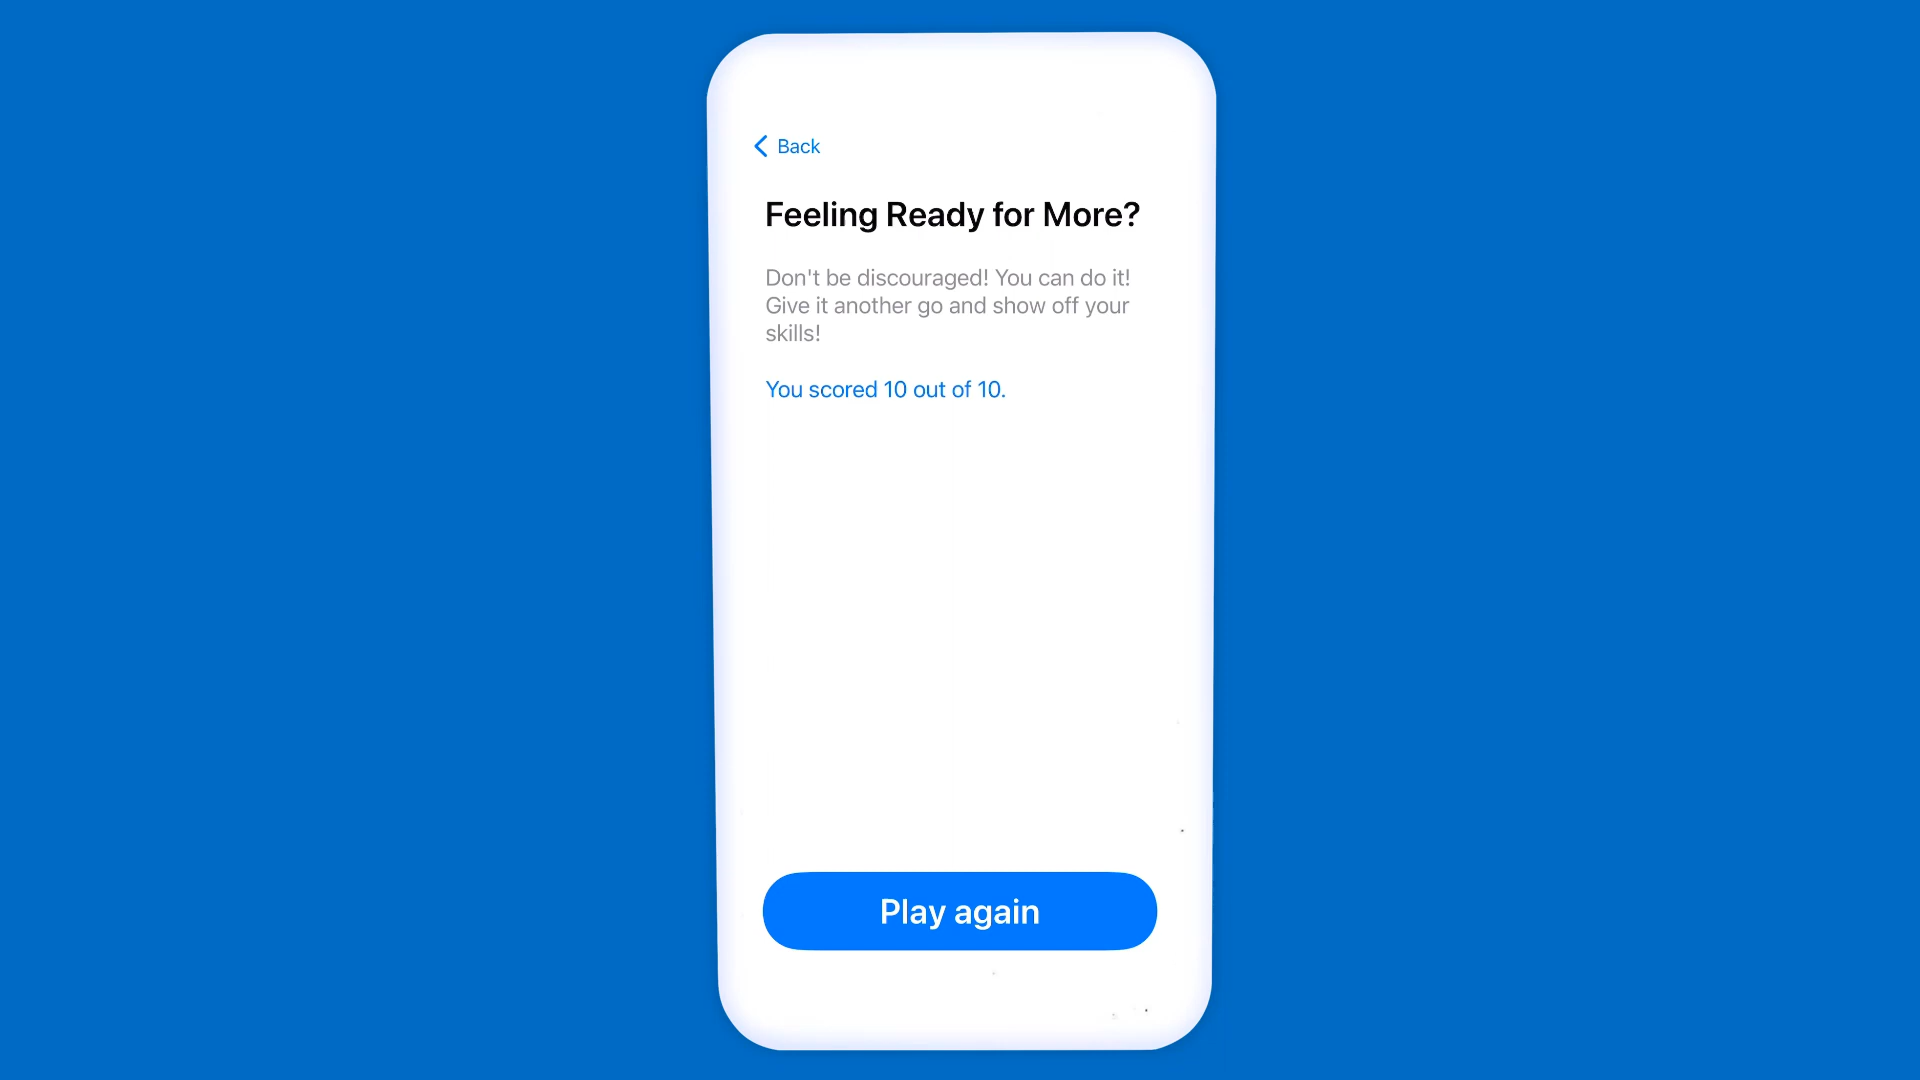 Back
Feeling Ready for More?
Don't be discouraged! You can do it!
Give it another go and show off your
skills!
You scored 10 out of 10.
Play again